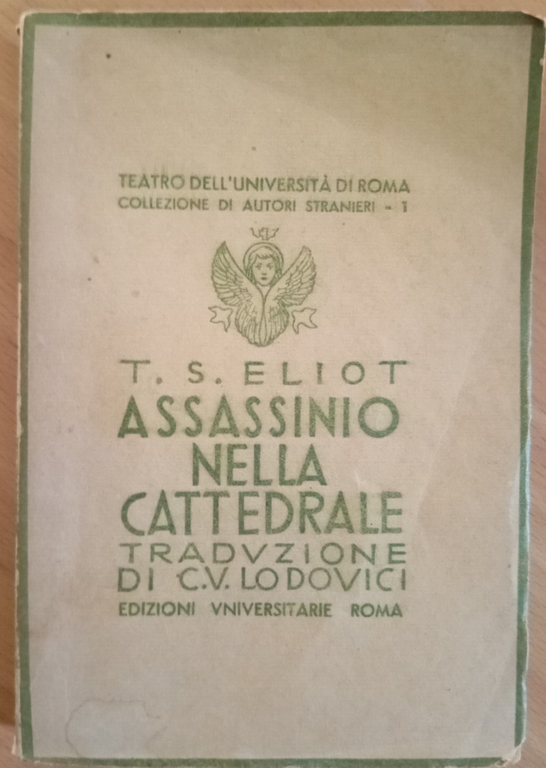 TEATRO DELL'UNIVERSITÀ DI ROMA
COLLEZIONE DI AUTORI STRANIERI - 1
T. S. ELIOT
ASSASSINIO
NELLA
CATTEDRALE
TRADVZIONE
DI C.V. LODOVICI
EDIZIONI VNIVERSITARIE ROMA